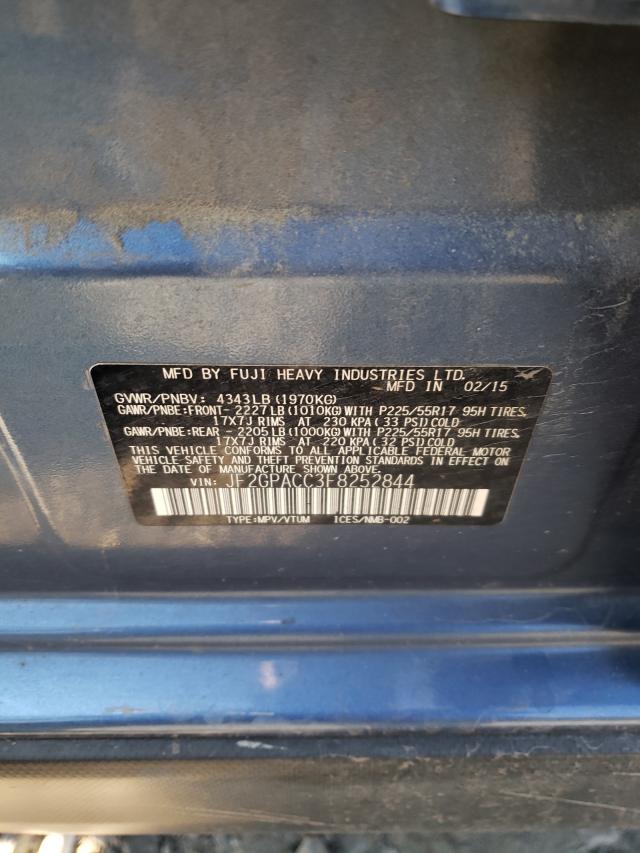 MFD BY FUJI HEAVY INDUSTRIES LTD.
MFD IN 02/15
GVWR/PNBV: 4343LB(1970KG)
GAWR/PNBE:FRONT- 2227LB(1010KG)WITH P225/55R17 95H TIRES,
17X7J RIMS AT 230 KPA(33 PSI)COLD
GAWR/PNBE:REAR -2205LB(1000KG)WITH P225/55R17 95H TIRES,
17X7J RIMS AT 220 KPA(32 PSI)COLD
THIS VEHICLE CONFORMS TO ALL APPLICABLE FEDERAL MOTOR
VEHICLE SAFETY AND THEFT PREVENTION STANDARDS IN EFFECT
ON THE DATE OF MANUFACTURE SHOWN ABOVE.
VIN: JF2GPACC3F8252844
TYPE:MPV/VTUM ICES/NMB-002